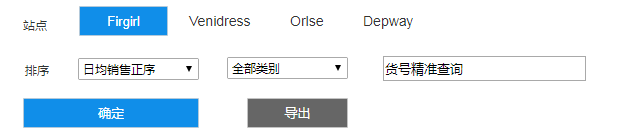 站点 Firgirl Venidress Orlse Depway
排序 日均销售正序 全部类别 货号精准查询
确定 导出